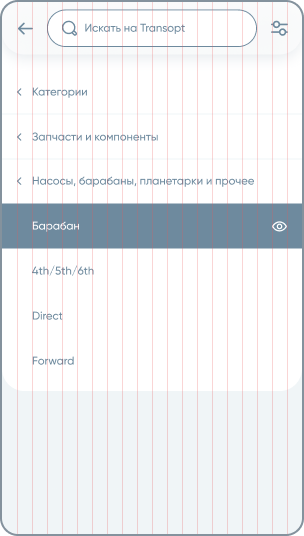 Искать на Transopt
Категории
Запчасти и компоненты
Насосы, барабаны, планетарки и прочее
Барабан
4th/5th/6th
Direct
Forward